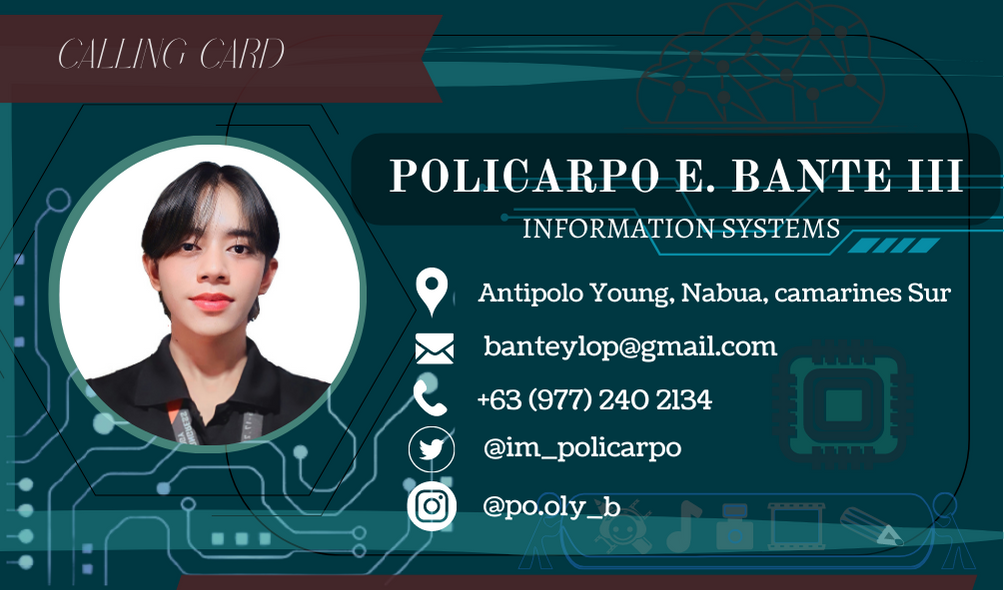 CALLING CARD
POLICARPO E. BANTE III
INFORMATION SYSTEMS
Antipolo Young, Nabua, camarines Sur
banteylop@gmail.com
+63 (977) 240 2134
@im_policarpo
@po.oly_b